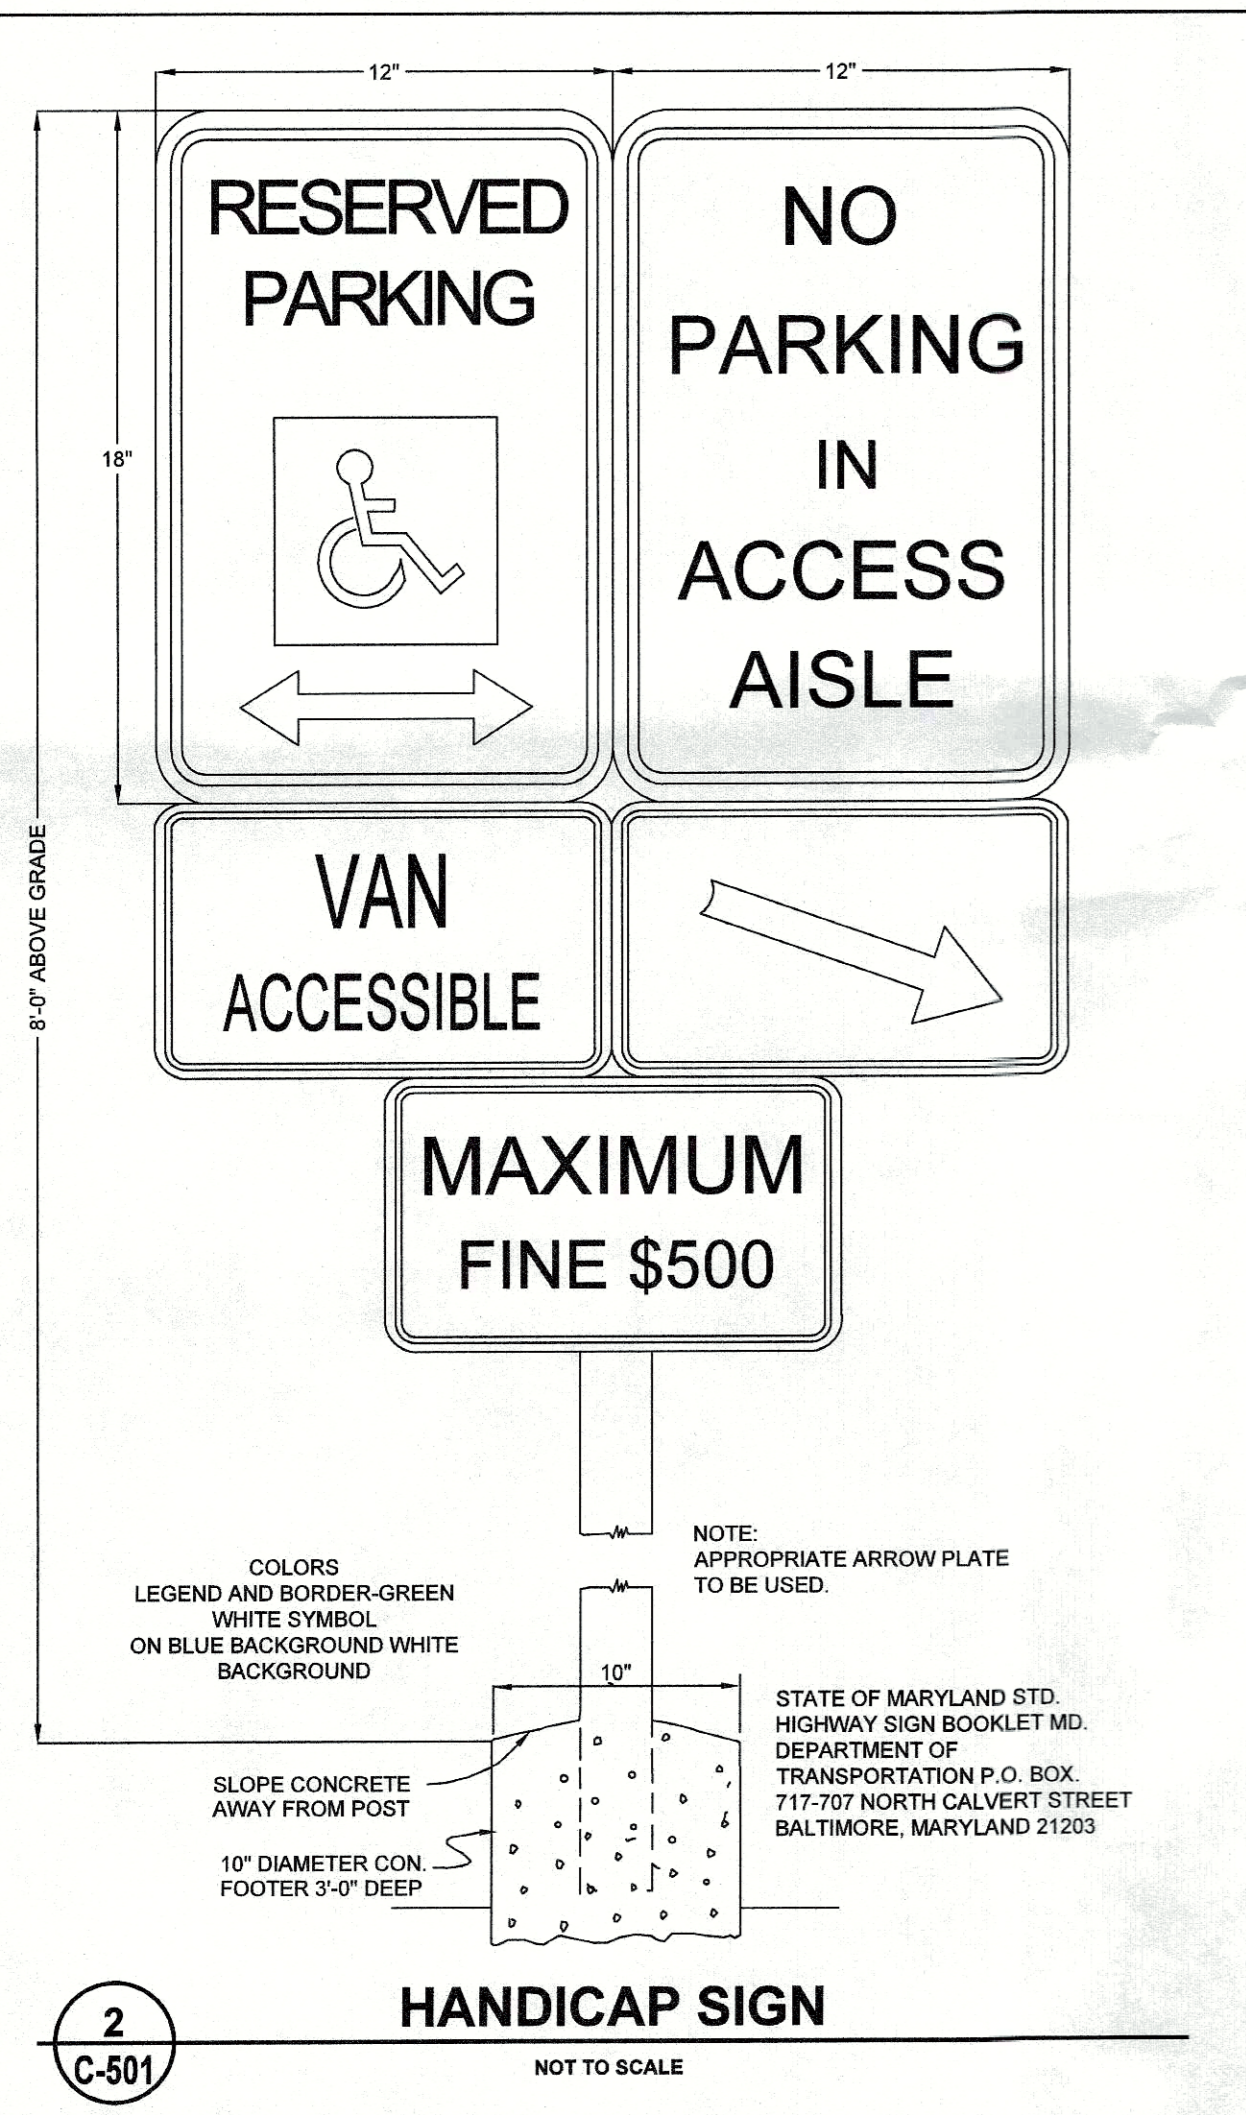 12"
12"
18"
8'-0" ABOVE GRADE
RESERVED
PARKING
NO
PARKING
IN
ACCESS
AISLE
VAN
ACCESSIBLE
MAXIMUM
FINE $500
NOTE:
APPROPRIATE ARROW PLATE
TO BE USED.
COLORS
LEGEND AND BORDER-GREEN
WHITE SYMBOL
ON BLUE BACKGROUND WHITE
BACKGROUND
10"
STATE OF MARYLAND STD.
HIGHWAY SIGN BOOKLET MD.
DEPARTMENT OF
TRANSPORTATION P.O. BOX.
717-707 NORTH CALVERT STREET
BALTIMORE, MARYLAND 21203
SLOPE CONCRETE
AWAY FROM POST
10" DIAMETER CON.
FOOTER 3'-0" DEEP
2
C-501
HANDICAP SIGN
NOT TO SCALE